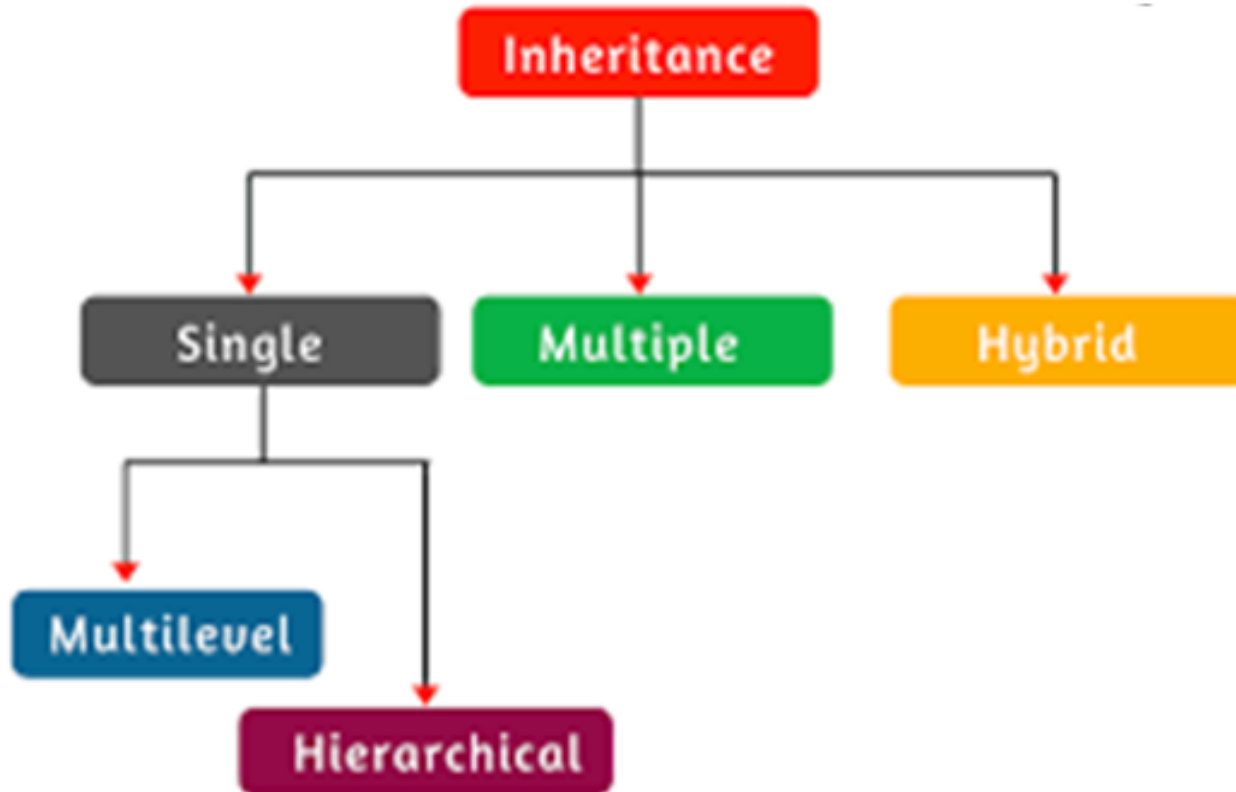 Inheritance
Single
Multiple
Hybrid
Multilevel
Hierarchical